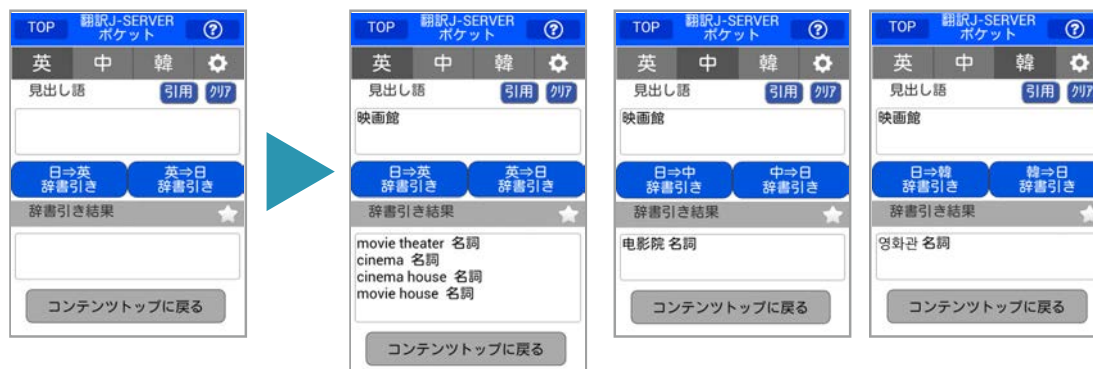 TOP
翻訳J-SERVER
ポケット
?
英 中 韓
見出し語 引用 クリア
日⇒英
辞書引き
英⇒日
辞書引き
辞書引き結果
コンテンツトップに戻る
TOP
翻訳J-SERVER
ポケット
?
英 中 韓
見出し語 引用 クリア
映画館
日⇒英
辞書引き
英⇒日
辞書引き
辞書引き結果
movie theater 名詞
cinema 名詞
cinema house 名詞
movie house 名詞
コンテンツトップに戻る
TOP
翻訳J-SERVER
ポケット
?
英 中 韓
見出し語 引用 クリア
映画館
日⇒中
辞書引き
中⇒日
辞書引き
辞書引き結果
电影院 名詞
コンテンツトップに戻る
TOP
翻訳J-SERVER
ポケット
?
英 中 韓
見出し語 引用 クリア
映画館
日⇒韓
辞書引き
韓⇒日
辞書引き
辞書引き結果
영화관 名詞
コンテンツトップに戻る